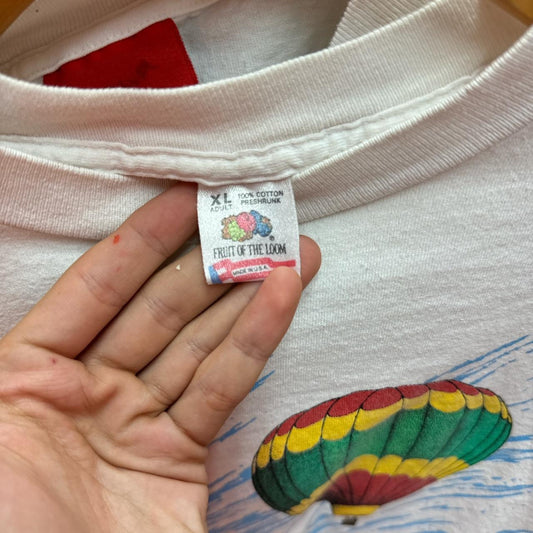 XL 100% COTTON
ADULT PRESHRUNK
®
FRUIT OF THE LOOM
MADE IN U.S.A.